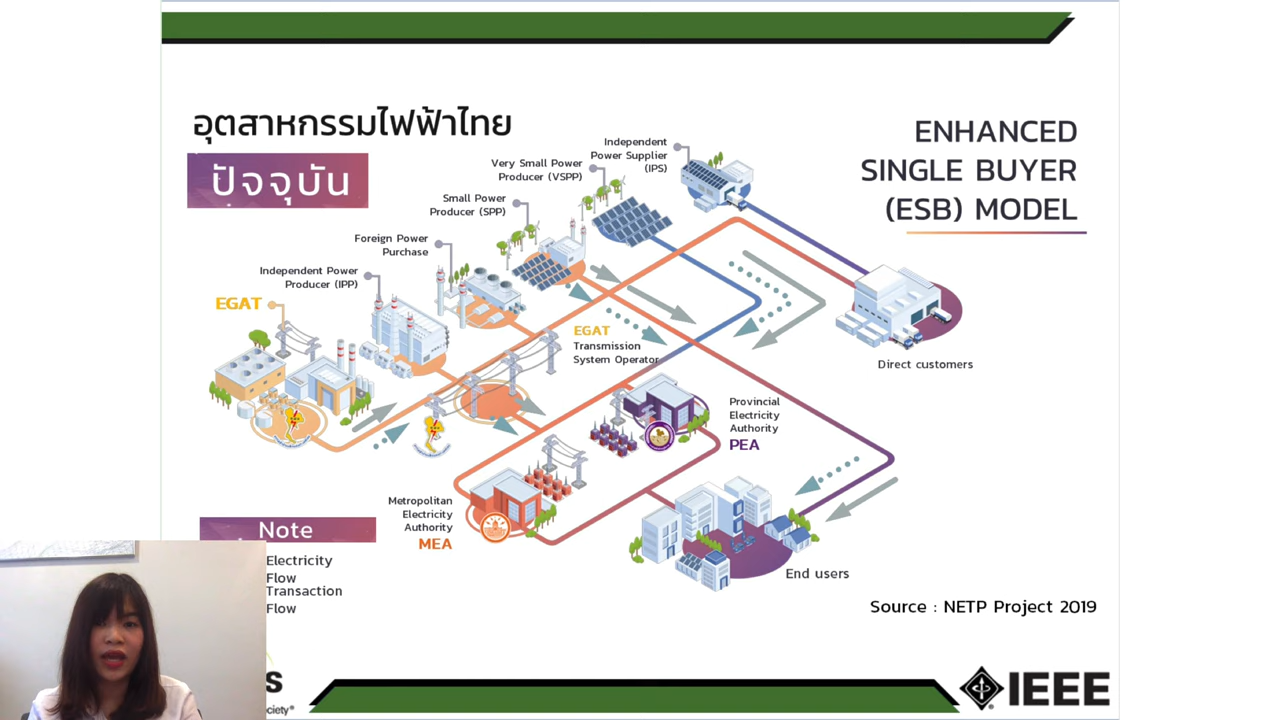 อุตสาหกรรมไฟฟ้าไทย
ปัจจุบัน
ENHANCED
SINGLE BUYER
(ESB) MODEL
Independent
Power Supplier
(IPS)
Very Small Power
Producer (VSPP)
Small Power
Producer (SPP)
Foreign Power
Purchase
Independent Power
Producer (IPP)
EGAT
EGAT
Transmission
System Operator
Direct customers
Provincial
Electricity
Authority
PEA
Metropolitan
Electricity
Authority
MEA
End users
Note
Electricity
Flow
Transaction
Flow
Source : NETP Project 2019
S
ciety®
IEEE